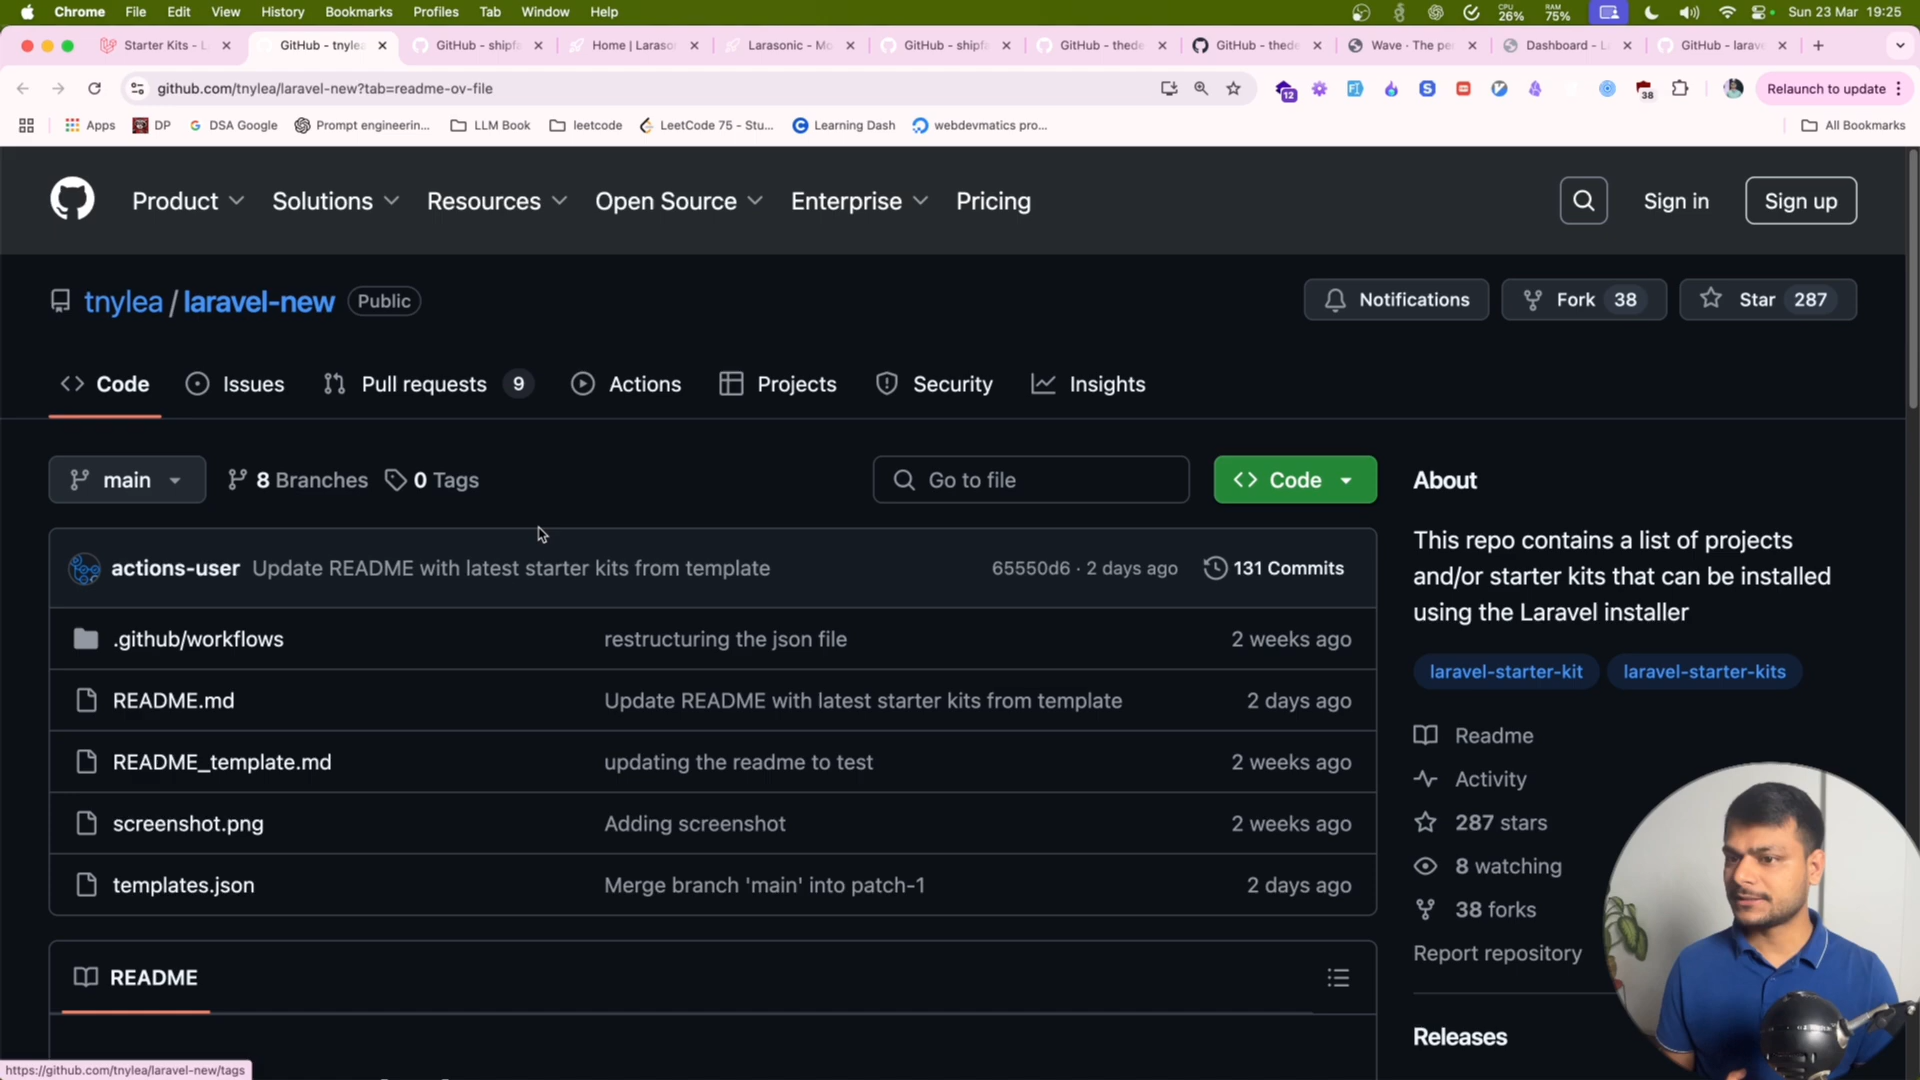 Chrome File Edit View History Bookmarks Profiles Tab Window Help
CPU 26% RAM 75% Sun 23 Mar 19:25
Starter Kits - L
GitHub - tnylea
GitHub - shipfa
Home | Laraso
Larasonic - Mo
GitHub - shipfa
GitHub - thede
GitHub - thede
Wave · The pe
Dashboard - L
GitHub - larave
github.com/tnylea/laravel-new?tab=readme-ov-file
12
38
Relaunch to update
Apps
DP
DSA Google
Prompt engineerin...
LLM Book
leetcode
LeetCode 75 - Stu...
Learning Dash
webdevmatics pro...
All Bookmarks
Product Solutions Resources Open Source Enterprise Pricing
Sign in
Sign up
tnylea / laravel-new Public
Notifications
Fork 38
Star 287
Code Issues Pull requests 9 Actions Projects Security Insights
main 8 Branches 0 Tags
Go to file
Code
actions-user Update README with latest starter kits from template 65550d6 · 2 days ago 131 Commits
.github/workflows restructuring the json file 2 weeks ago
README.md Update README with latest starter kits from template 2 days ago
README_template.md updating the readme to test 2 weeks ago
screenshot.png Adding screenshot 2 weeks ago
templates.json Merge branch 'main' into patch-1 2 days ago
README
About
This repo contains a list of projects
and/or starter kits that can be installed
using the Laravel installer
laravel-starter-kit laravel-starter-kits
Readme
Activity
287 stars
8 watching
38 forks
Report repository
Releases
https://github.com/tnylea/laravel-new/tags